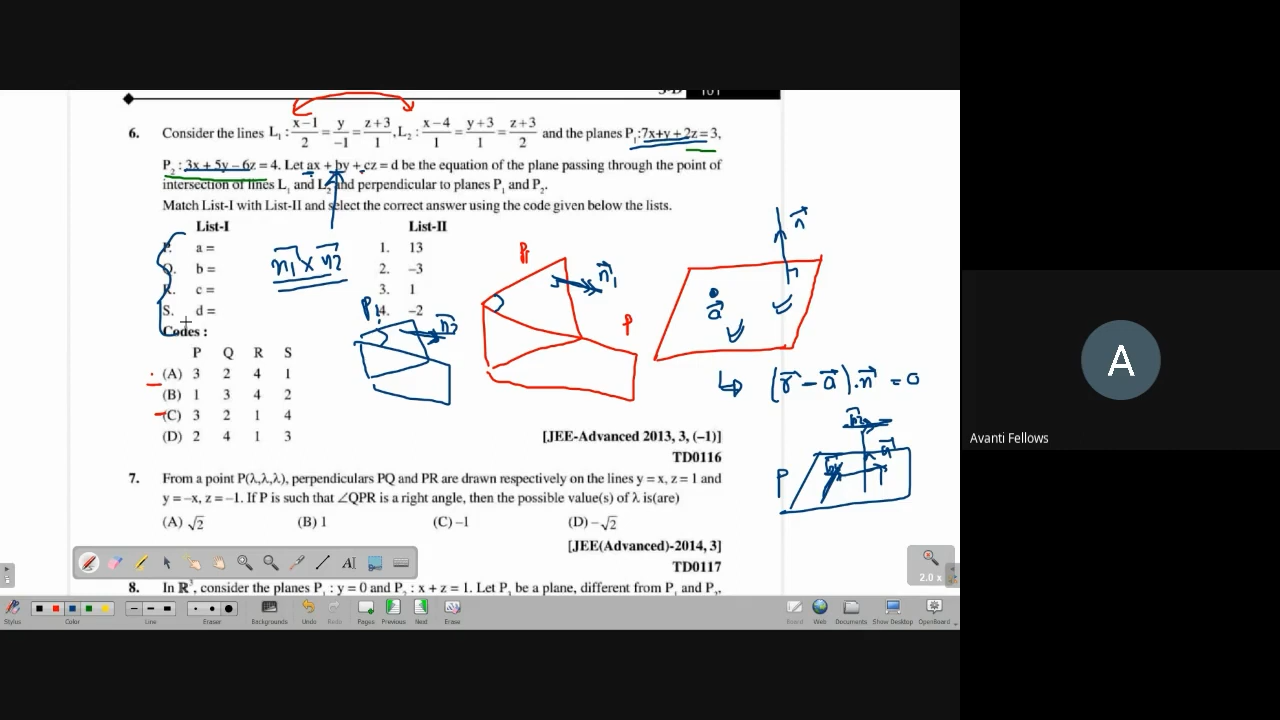 6. Consider the lines L₁ : (x−1)/2 = y/−1 = (z+3)/1, L₂ : (x−4)/1 = (y+3)/1 = (z+3)/2 and the planes P₁:7x+y+2z=3,
P₂ : 3x + 5y – 6z = 4. Let ax + by + cz = d be the equation of the plane passing through the point of
intersection of lines L₁ and L₂ and perpendicular to planes P₁ and P₂.
Match List-I with List-II and select the correct answer using the code given below the lists.
List-I List-II
P. a = 1. 13
Q. b = 2. –3
R. c = 3. 1
S. d = 4. –2
Codes :
P Q R S
(A) 3 2 4 1
(B) 1 3 4 2
(C) 3 2 1 4
(D) 2 4 1 3
[JEE-Advanced 2013, 3, (–1)]
TD0116
n1 × n2
P1
n2
P1
n1
P
n
a
(r – a).n = 0
P
7. From a point P(λ,λ,λ), perpendiculars PQ and PR are drawn respectively on the lines y = x, z = 1 and
y = –x, z = –1. If P is such that ∠QPR is a right angle, then the possible value(s) of λ is(are)
(A) √2 (B) 1 (C) –1 (D) –√2
[JEE(Advanced)-2014, 3]
TD0117
8. In R³, consider the planes P₁ : y = 0 and P₂ : x + z = 1. Let P₃ be a plane, different from P₁ and P₂,
2.0 x
Stylus Color Line Eraser Backgrounds Undo Redo Pages Previous Next Erase Board Web Documents Show Desktop OpenBoard
A
Avanti Fellows